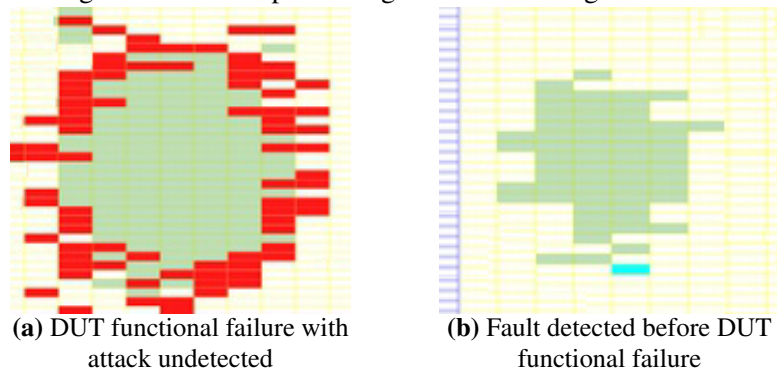 (a) DUT functional failure with
attack undetected
(b) Fault detected before DUT
functional failure